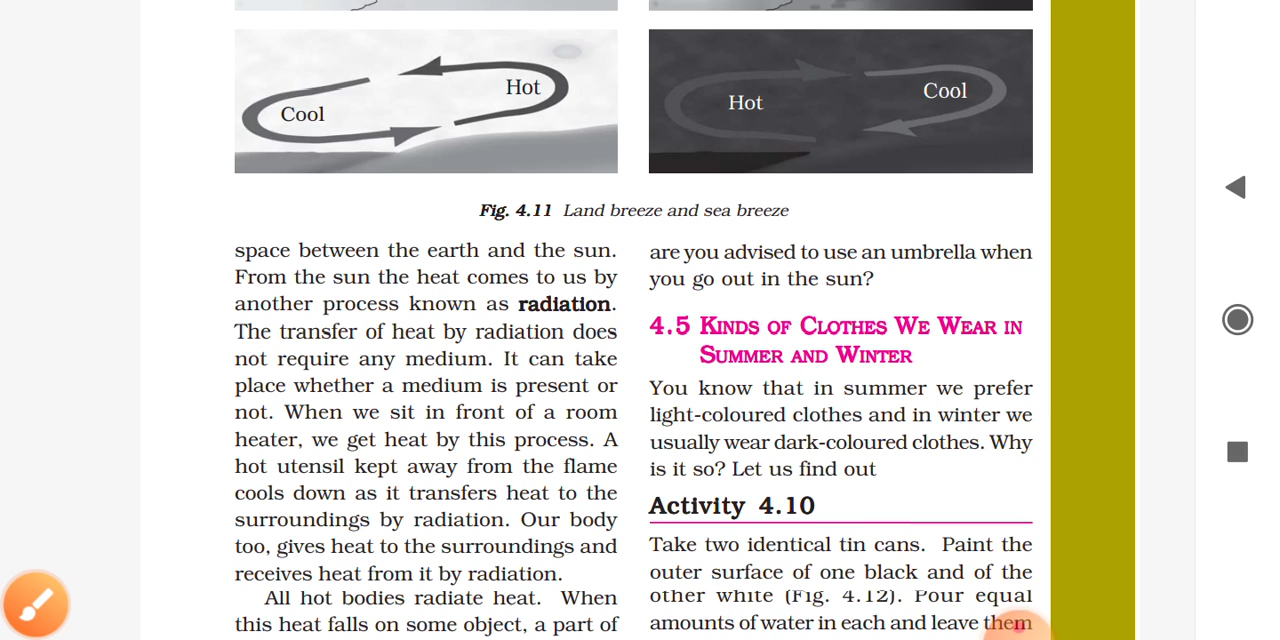 Cool
Hot
Hot
Cool
Fig. 4.11 Land breeze and sea breeze
space between the earth and the sun.
From the sun the heat comes to us by
another process known as radiation.
The transfer of heat by radiation does
not require any medium. It can take
place whether a medium is present or
not. When we sit in front of a room
heater, we get heat by this process. A
hot utensil kept away from the flame
cools down as it transfers heat to the
surroundings by radiation. Our body
too, gives heat to the surroundings and
receives heat from it by radiation.
All hot bodies radiate heat. When
this heat falls on some object, a part of
are you advised to use an umbrella when
you go out in the sun?
4.5 KINDS OF CLOTHES WE WEAR IN
SUMMER AND WINTER
You know that in summer we prefer
light-coloured clothes and in winter we
usually wear dark-coloured clothes. Why
is it so? Let us find out
Activity 4.10
Take two identical tin cans. Paint the
outer surface of one black and of the
other white (Fig. 4.12). Pour equal
amounts of water in each and leave them